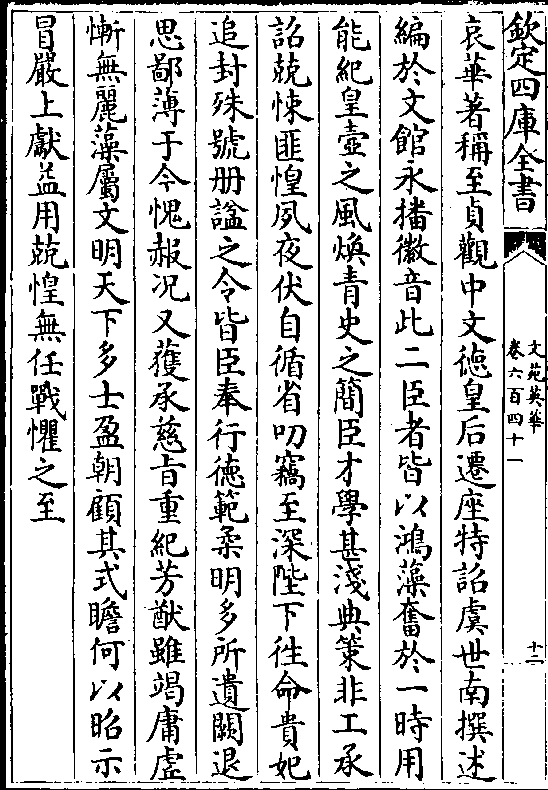 欽定四庫全書
文苑英華
卷六百四十一
十二
哀華著稱至貞觀中文德皇后遷座特詔虞世南撰述
編於文館永播徽音此二臣者皆以鴻藻奮於一時用
能紀皇壼之風煥青史之簡臣才學甚淺典策非工承
詔兢悚匪惶夙夜伏自循省叨竊至深陛下往命貴妃
追封殊號册諡之令皆臣奉行德範柔明多所遺闕退
思鄙薄于今愧赧况又獲承慈旨重紀芳猷雖竭庸虛
慚無麗藻屬文明天下多士盈朝顧其式瞻何以昭示
冒嚴上獻益用兢惶無任戰懼之至